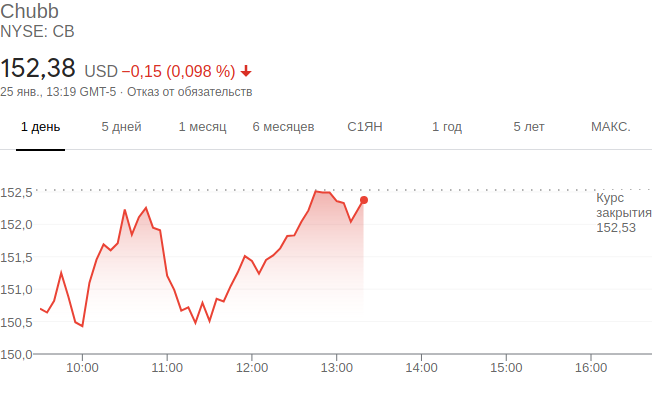 Chubb
NYSE: CB
152,38 USD −0,15 (0,098 %)
25 янв., 13:19 GMT-5 · Отказ от обязательств
1 день 5 дней 1 месяц 6 месяцев С1ЯН 1 год 5 лет МАКС.
152,5
Курс
закрытия
152,53
152,0
151,5
151,0
150,5
150,0
10:00 11:00 12:00 13:00 14:00 15:00 16:00